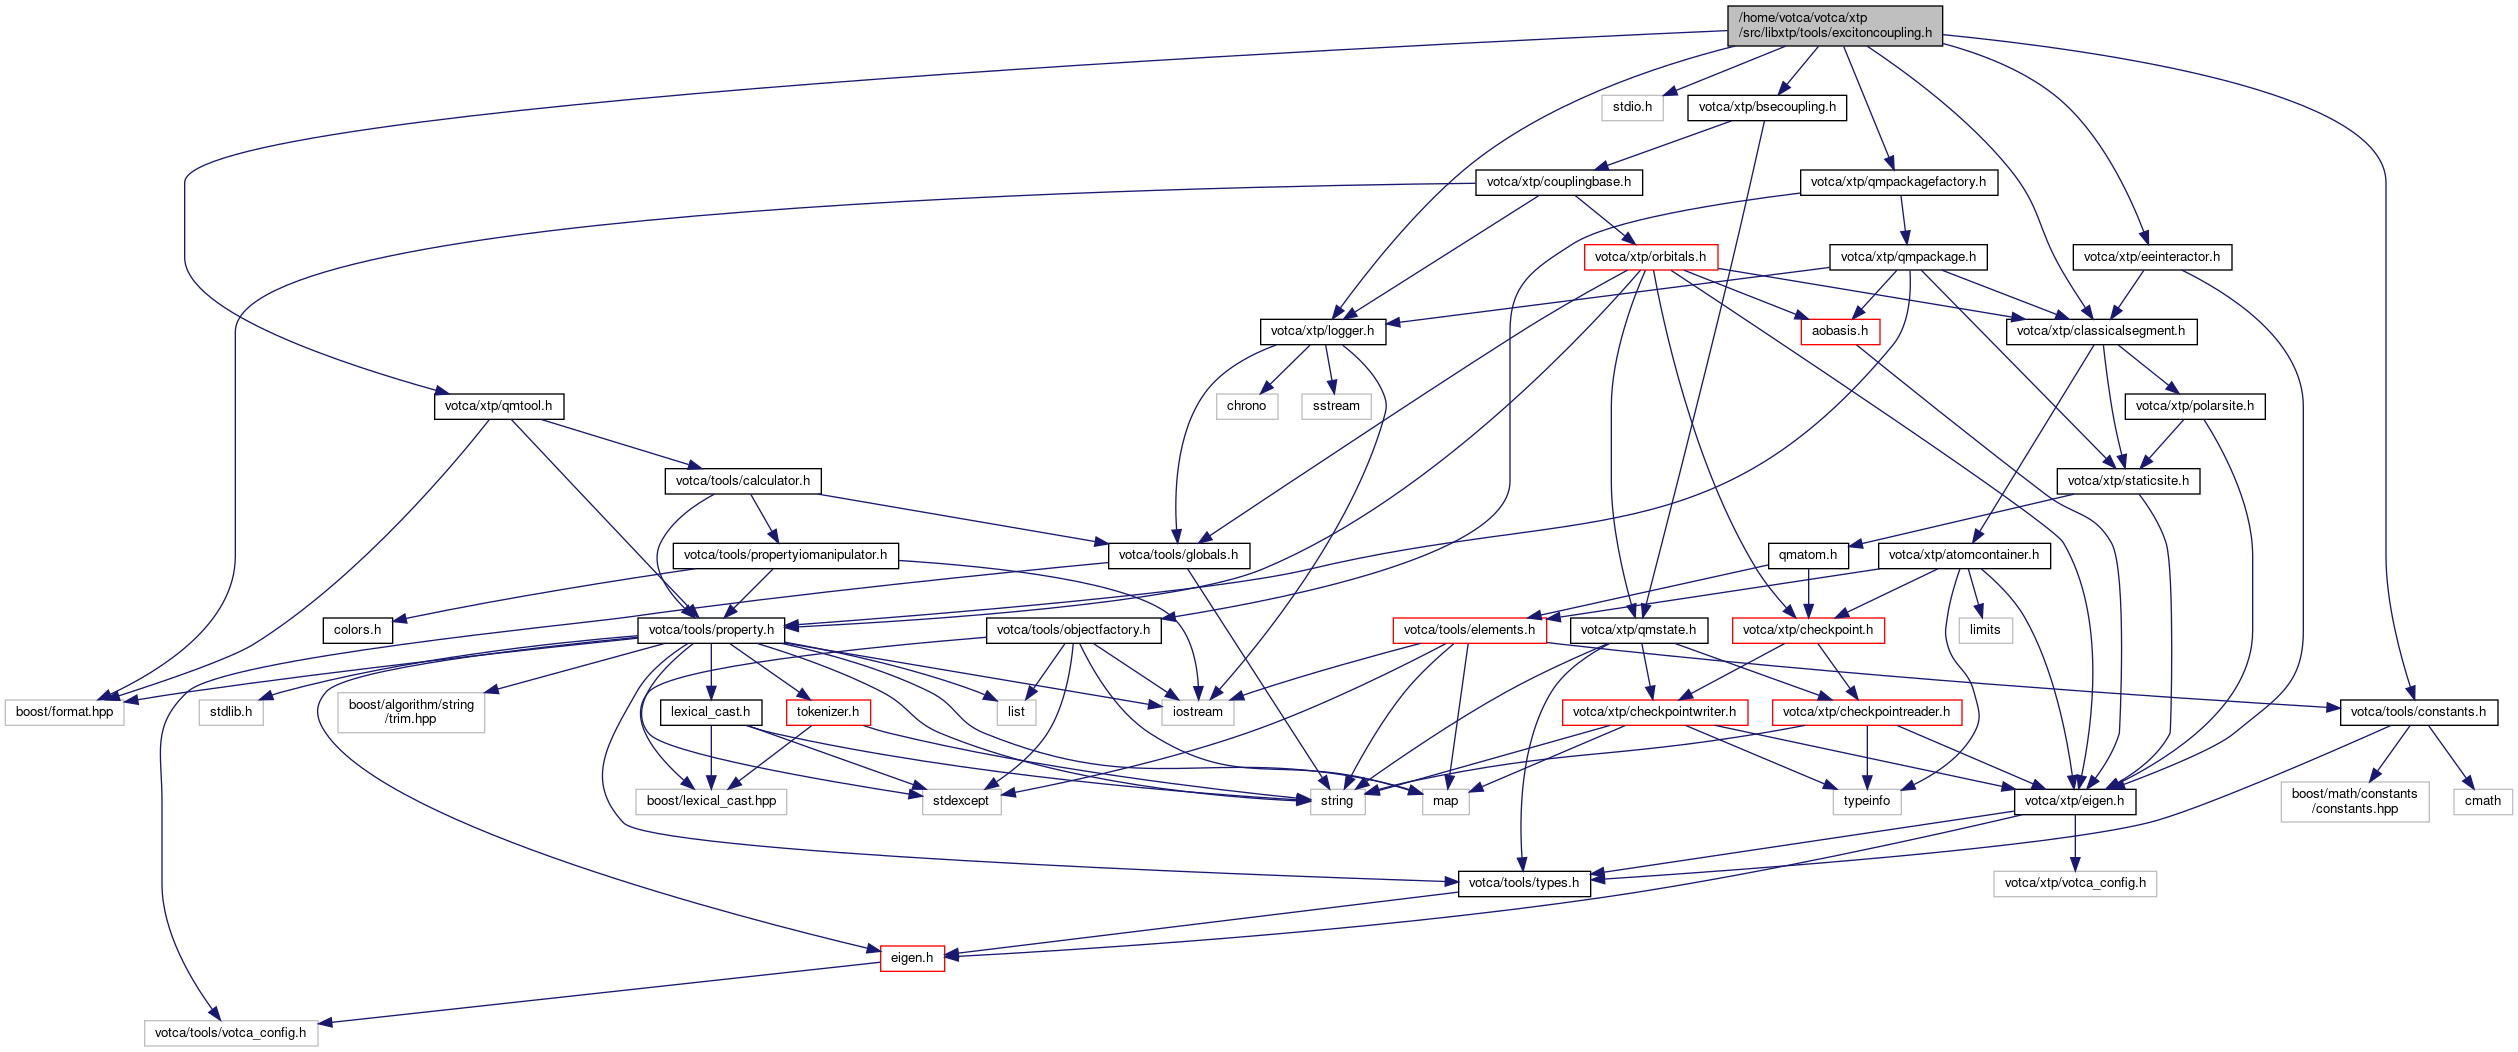 /home/votca/votca/xtp
/src/libxtp/tools/excitoncoupling.h
stdio.h
votca/xtp/bsecoupling.h
votca/xtp/couplingbase.h
votca/xtp/qmpackagefactory.h
votca/xtp/orbitals.h
votca/xtp/qmpackage.h
votca/xtp/eeinteractor.h
votca/xtp/logger.h
aobasis.h
votca/xtp/classicalsegment.h
votca/xtp/qmtool.h
chrono
sstream
votca/xtp/polarsite.h
votca/tools/calculator.h
votca/xtp/staticsite.h
votca/tools/propertyiomanipulator.h
votca/tools/globals.h
qmatom.h
votca/xtp/atomcontainer.h
colors.h
votca/tools/property.h
votca/tools/objectfactory.h
votca/tools/elements.h
votca/xtp/qmstate.h
votca/xtp/checkpoint.h
limits
boost/format.hpp
stdlib.h
boost/algorithm/string
/trim.hpp
lexical_cast.h
tokenizer.h
list
iostream
votca/xtp/checkpointwriter.h
votca/xtp/checkpointreader.h
votca/tools/constants.h
boost/lexical_cast.hpp
stdexcept
string
map
typeinfo
votca/xtp/eigen.h
boost/math/constants
/constants.hpp
cmath
votca/tools/types.h
votca/xtp/votca_config.h
eigen.h
votca/tools/votca_config.h